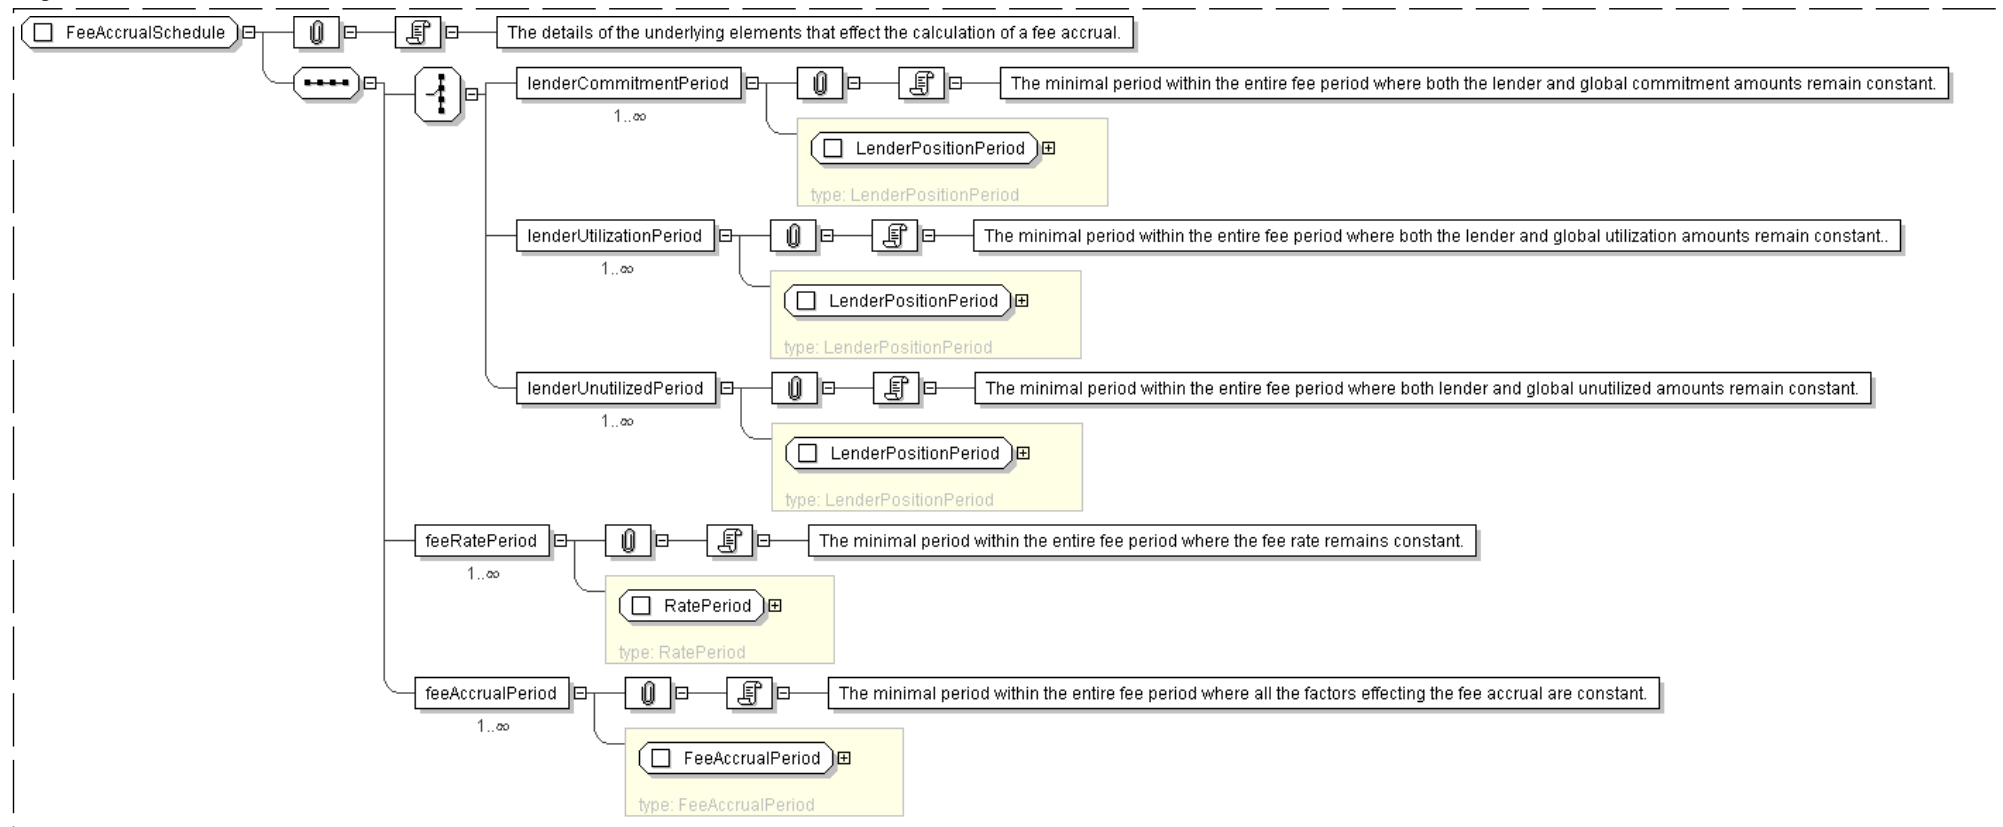 FeeAccrualSchedule
The details of the underlying elements that effect the calculation of a fee accrual.
lenderCommitmentPeriod
The minimal period within the entire fee period where both the lender and global commitment amounts remain constant.
1..∞
LenderPositionPeriod
type: LenderPositionPeriod
lenderUtilizationPeriod
The minimal period within the entire fee period where both the lender and global utilization amounts remain constant..
1..∞
LenderPositionPeriod
type: LenderPositionPeriod
lenderUnutilizedPeriod
The minimal period within the entire fee period where both lender and global unutilized amounts remain constant.
1..∞
LenderPositionPeriod
type: LenderPositionPeriod
feeRatePeriod
The minimal period within the entire fee period where the fee rate remains constant.
1..∞
RatePeriod
type: RatePeriod
feeAccrualPeriod
The minimal period within the entire fee period where all the factors effecting the fee accrual are constant.
1..∞
FeeAccrualPeriod
type: FeeAccrualPeriod